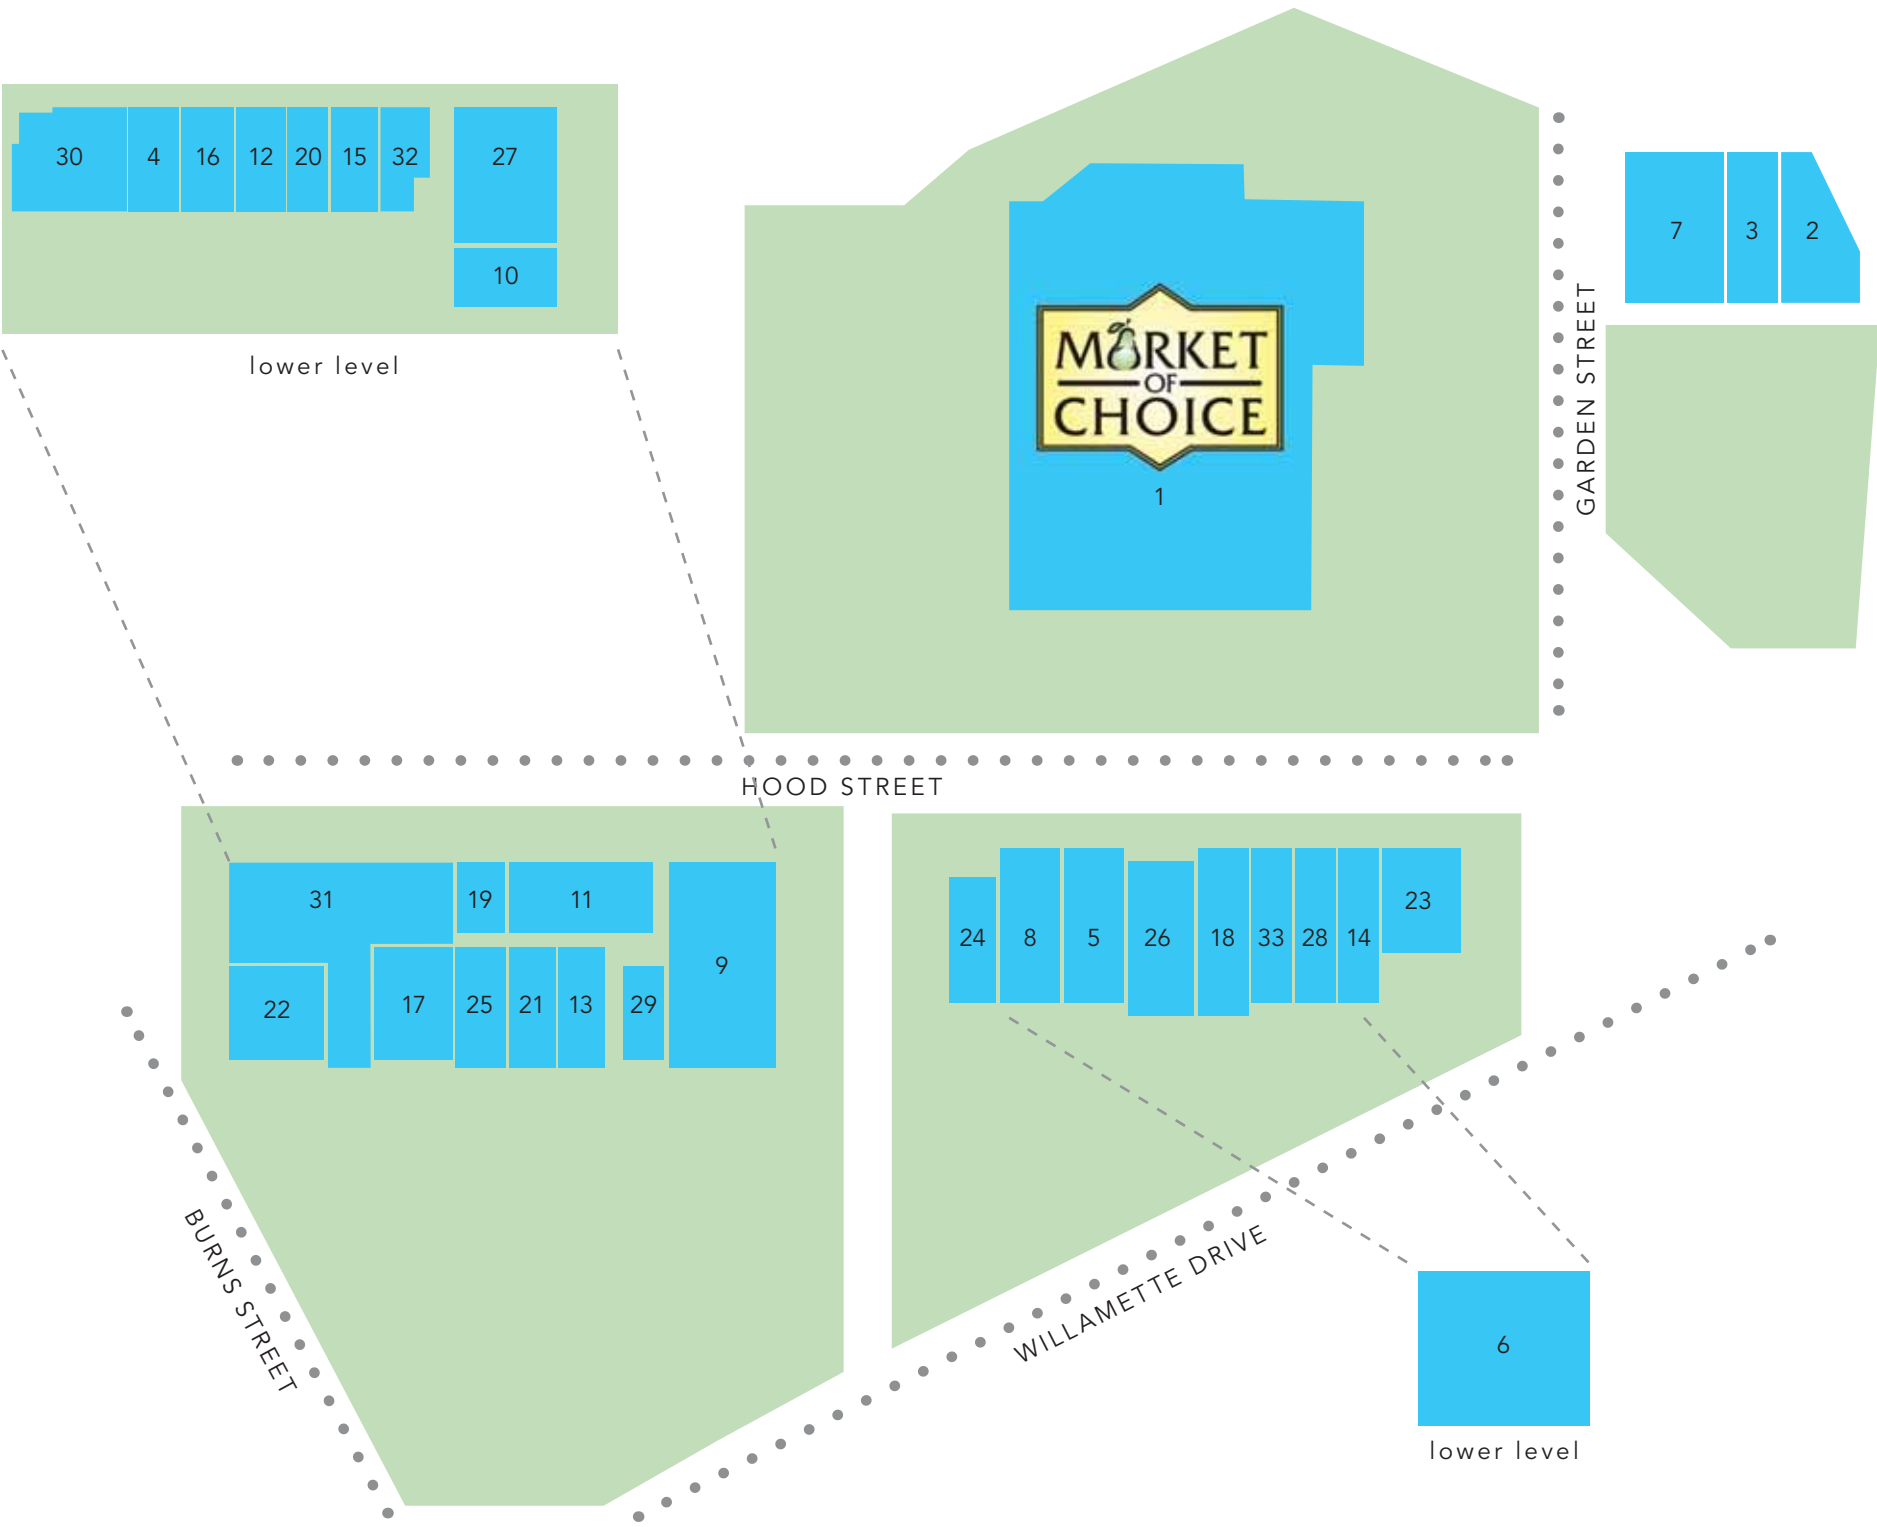 30 4 16 12 20 15 32 27
10
lower level
MARKET
OF
CHOICE
1
GARDEN STREET
7 3 2
HOOD STREET
31 19 11
9
22 17 25 21 13 29
24 8 5 26 18 33 28 14 23
BURNS STREET
WILLAMETTE DRIVE
6
lower level